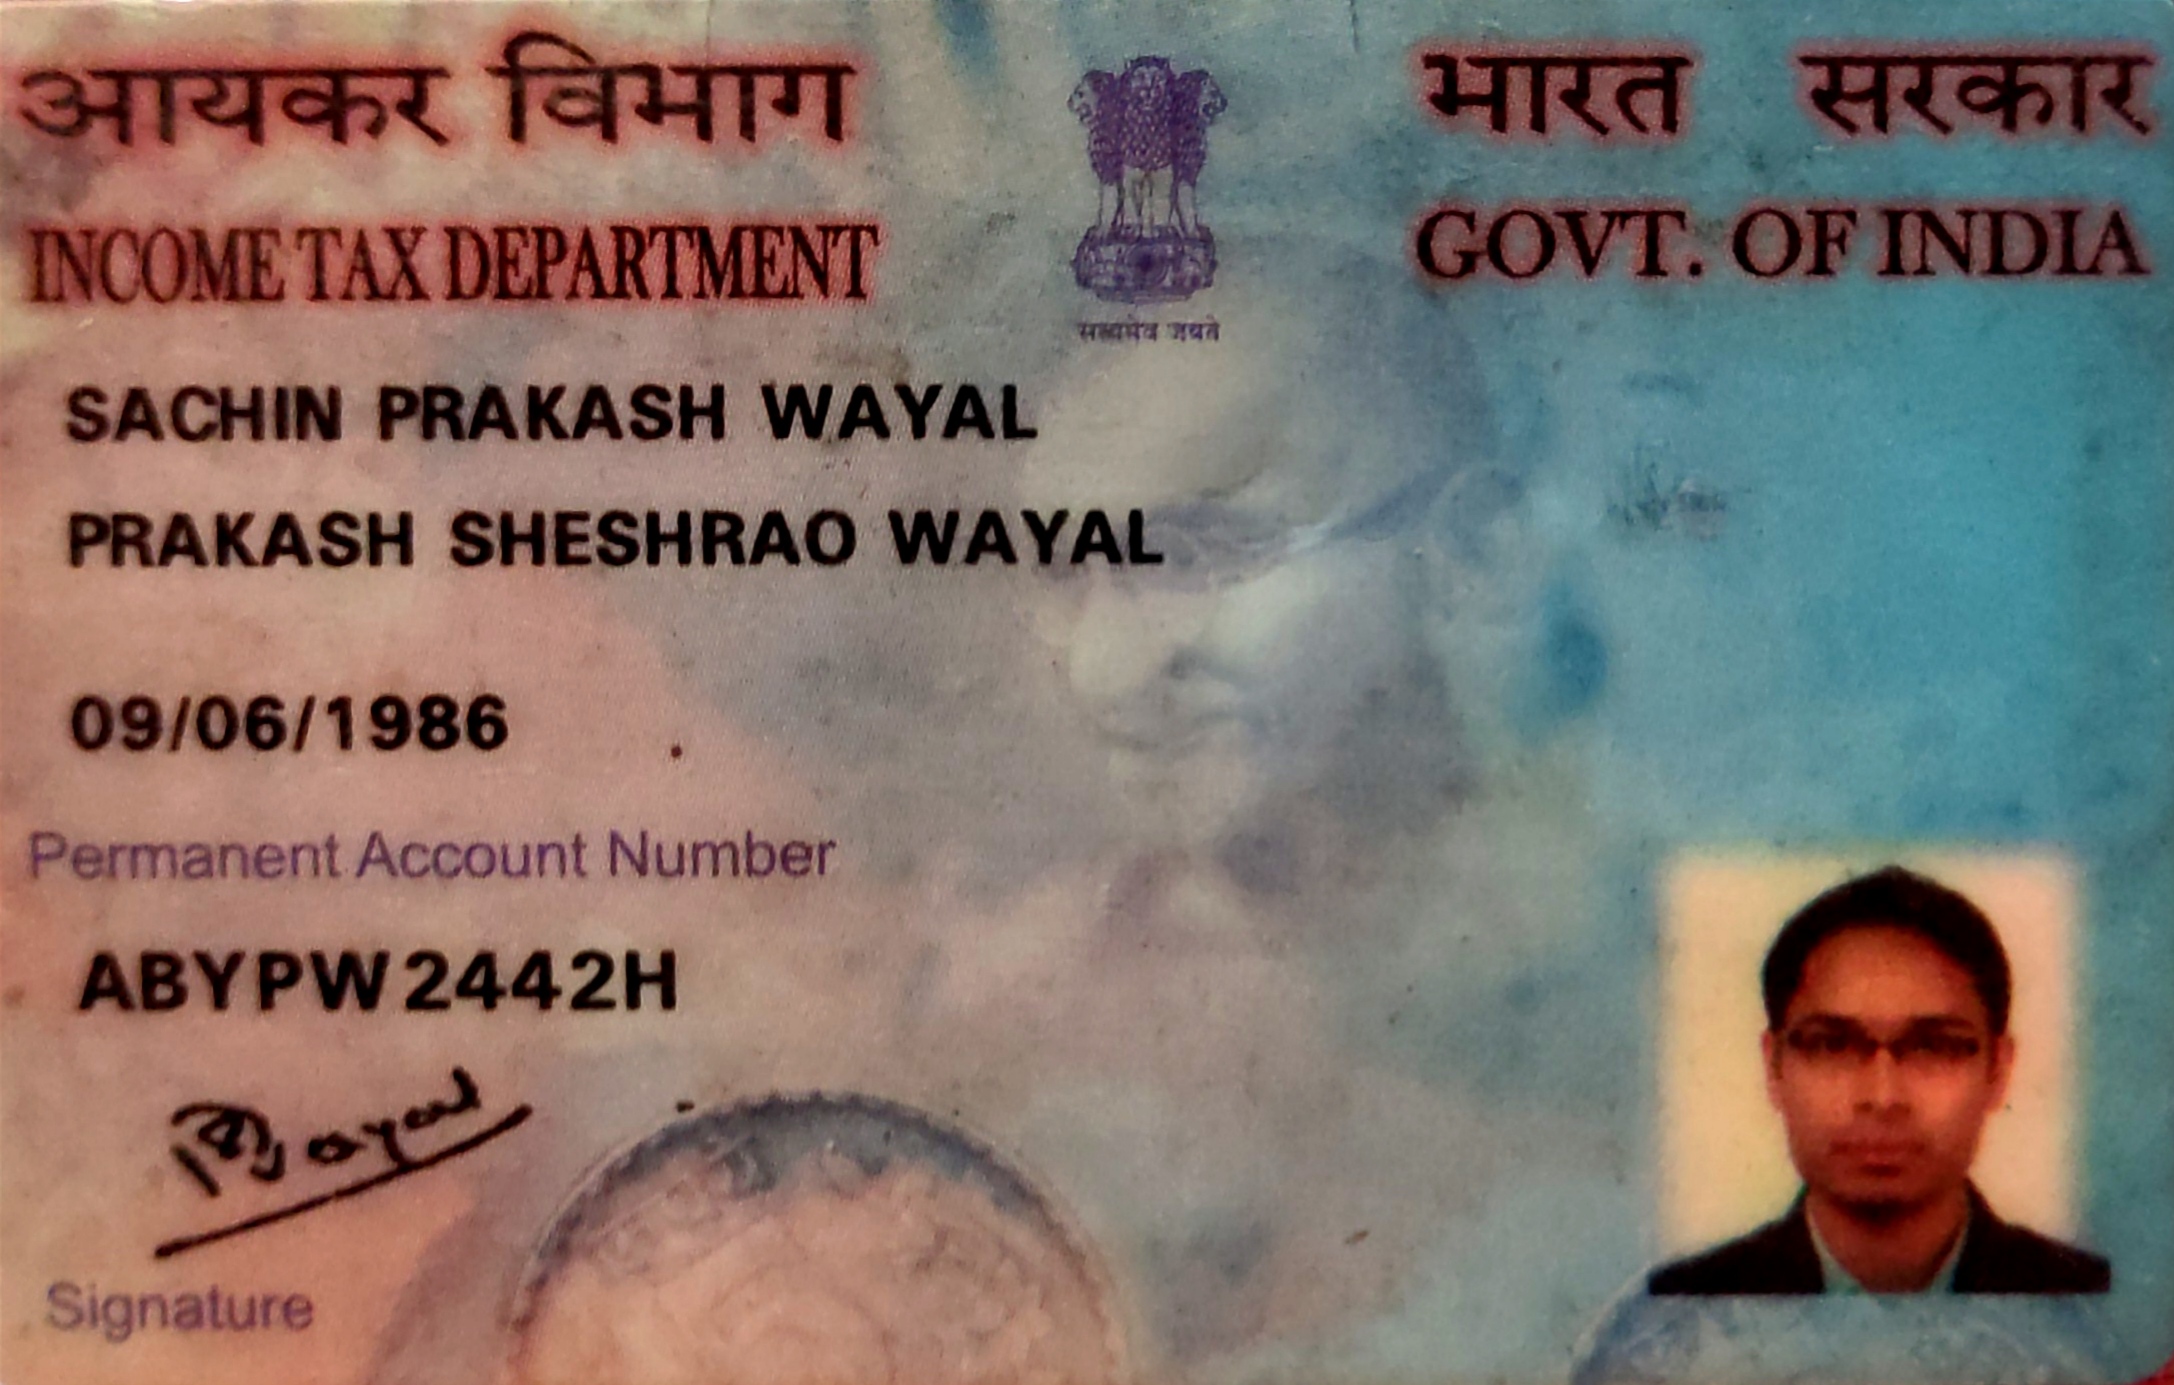 आयकर विभाग
INCOME TAX DEPARTMENT
सत्यमेव जयते
भारत सरकार
GOVT. OF INDIA
SACHIN PRAKASH WAYAL
PRAKASH SHESHRAO WAYAL
09/06/1986
Permanent Account Number
ABYPW2442H
Signature